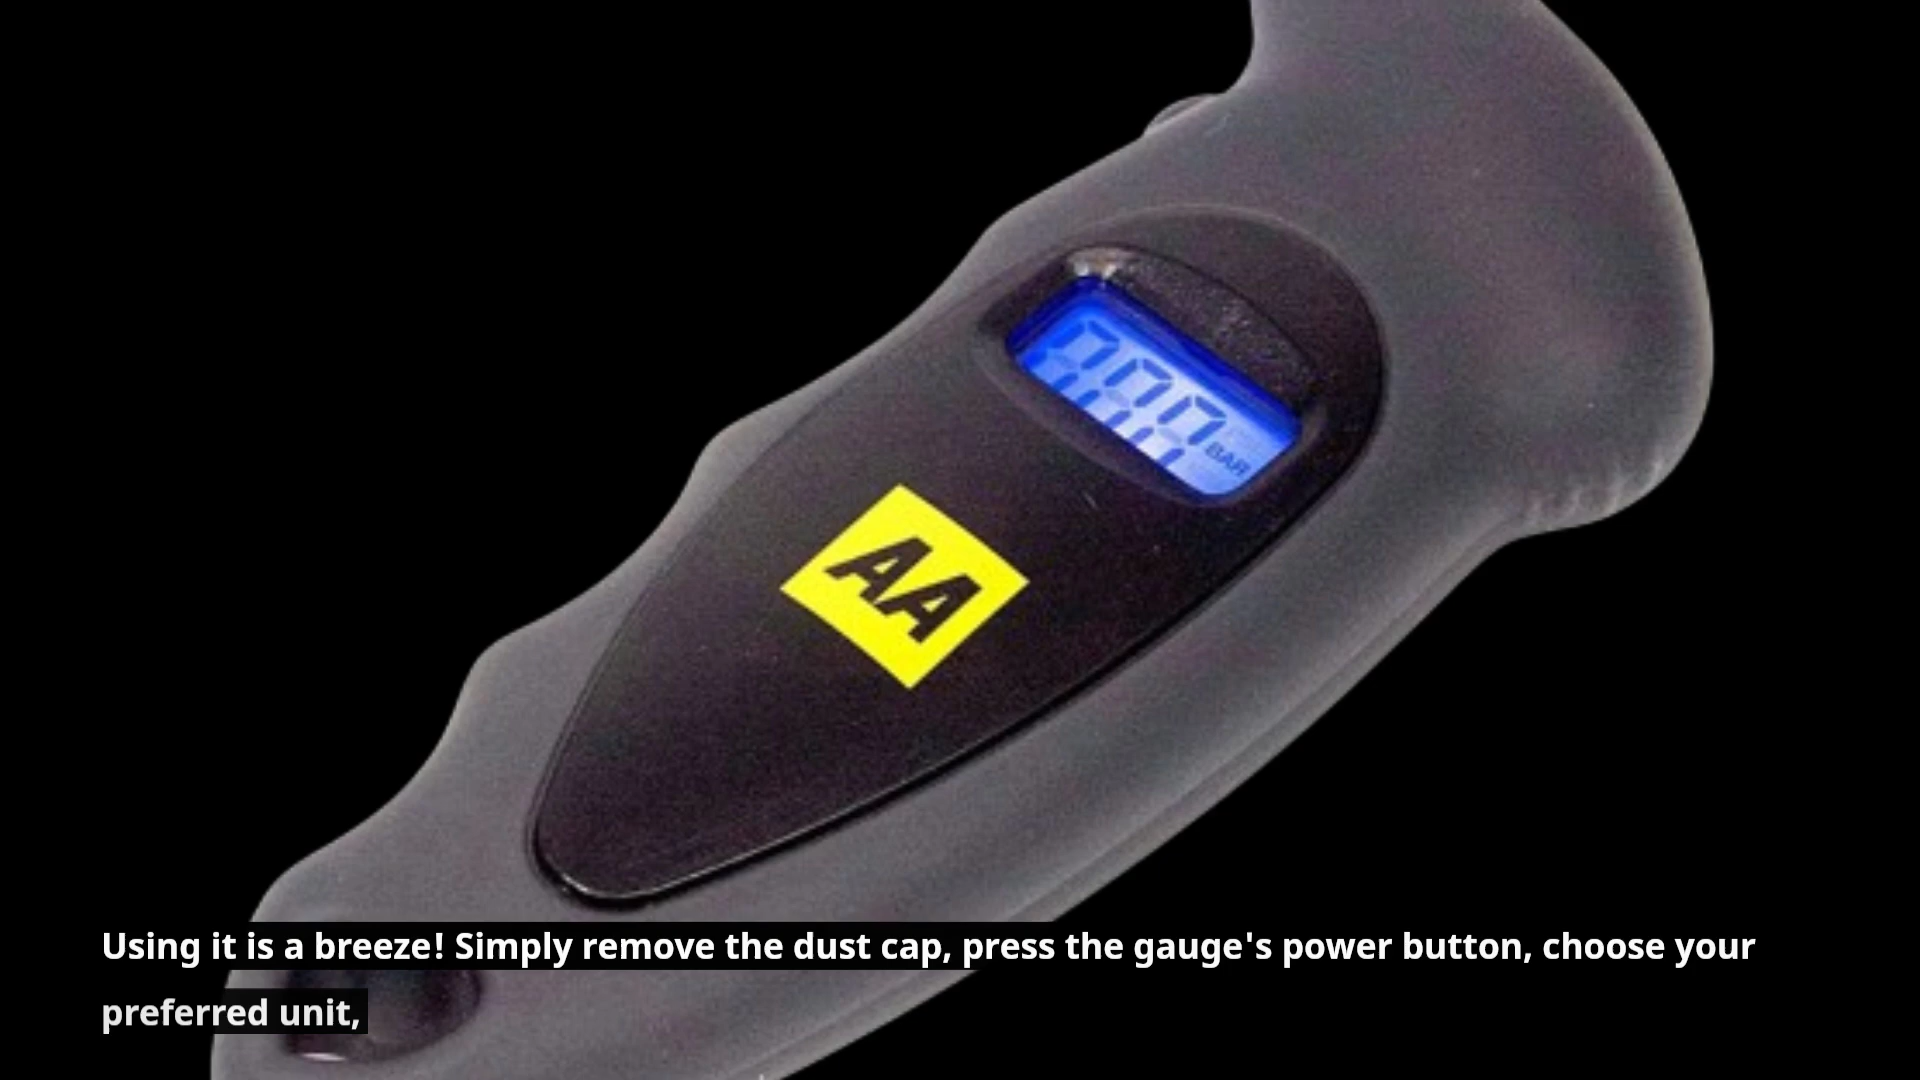 BAR
AA
Using it is a breeze! Simply remove the dust cap, press the gauge's power button, choose your
preferred unit,